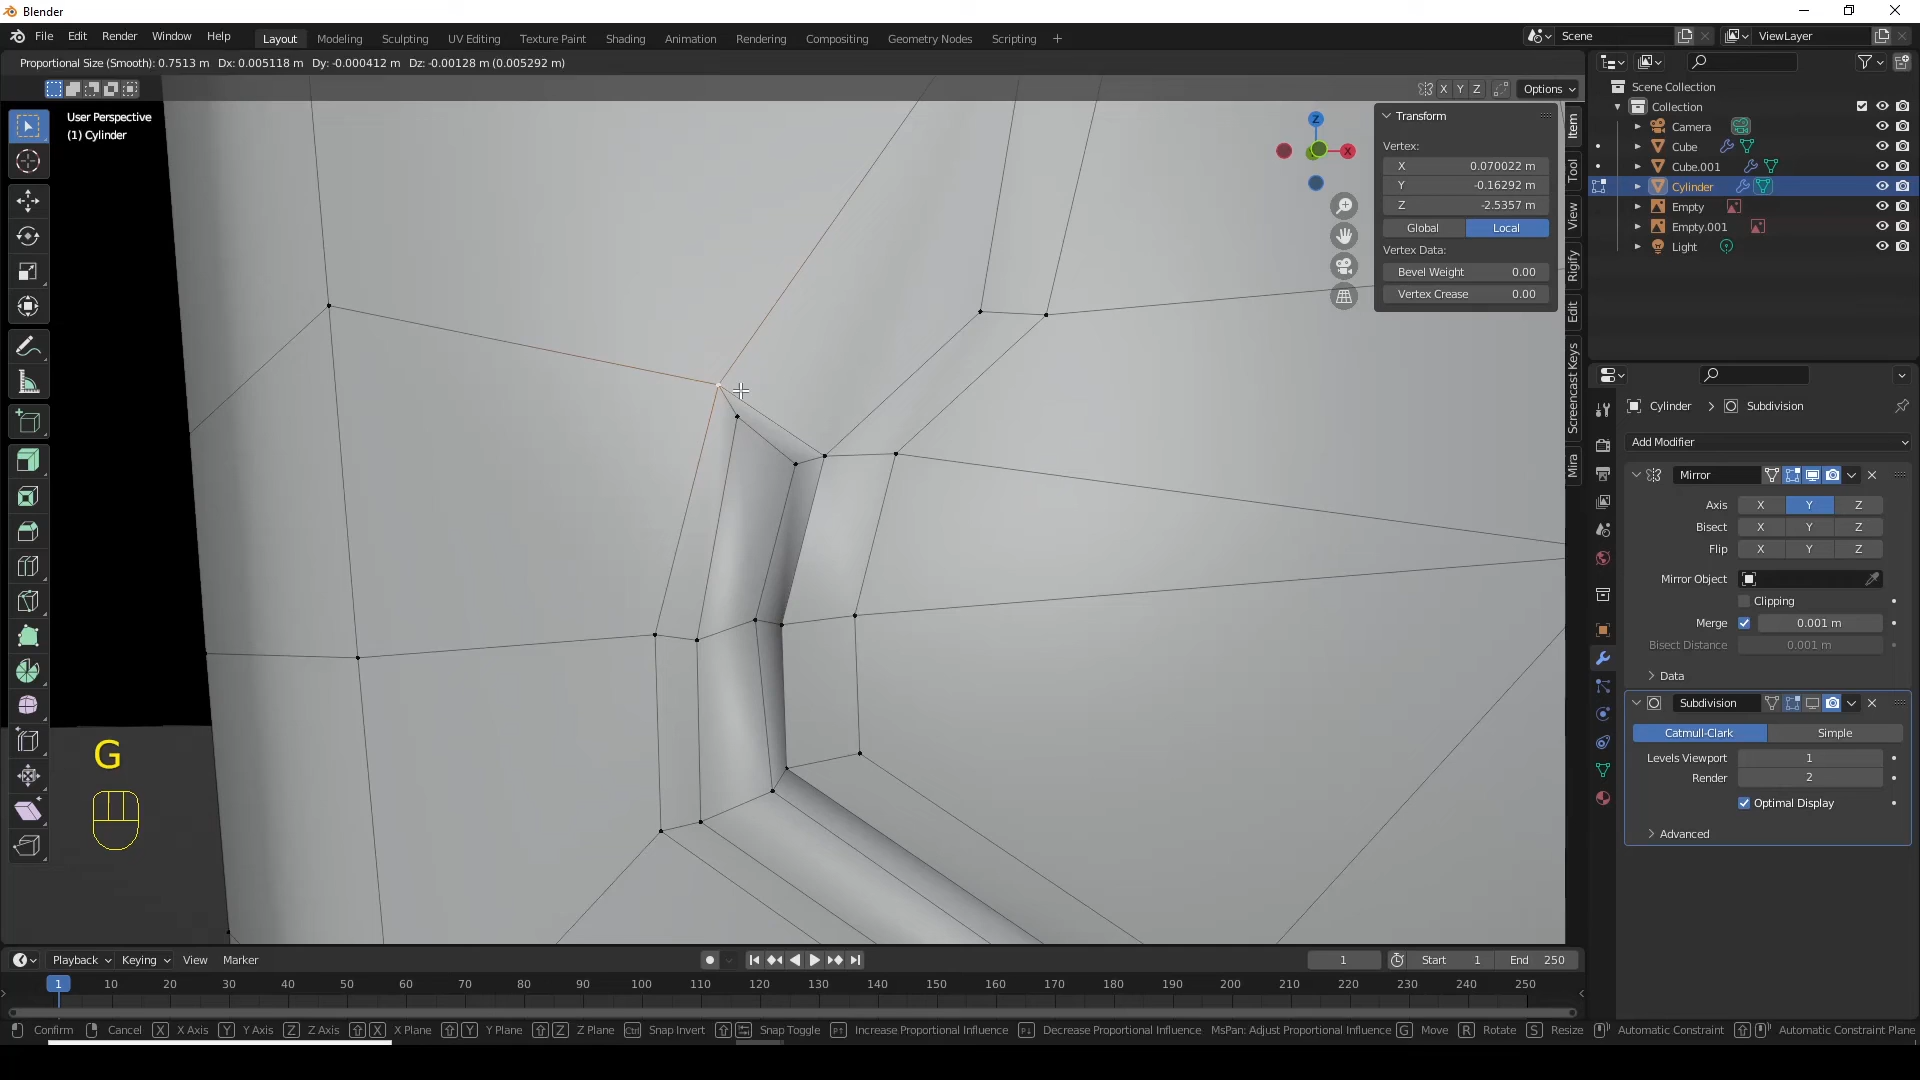 Blender
File Edit Render Window Help
Layout Modeling Sculpting UV Editing Texture Paint Shading Animation Rendering Compositing Geometry Nodes Scripting +
Scene
ViewLayer
Proportional Size (Smooth): 0.7513 m Dx: 0.005118 m Dy: -0.000412 m Dz: -0.00128 m (0.005292 m)
X Y Z
Options
User Perspective
(1) Cylinder
Z
X
Transform
Vertex:
X 0.070022 m
Y -0.16292 m
Z -2.5357 m
Global Local
Vertex Data:
Bevel Weight 0.00
Vertex Crease 0.00
Item
Tool
View
Rigify
Edit
Screencast Keys
Mira
Scene Collection
Collection
Camera
Cube
Cube.001
Cylinder
Empty
Empty.001
Light
Cylinder > Subdivision
Add Modifier
Mirror
Axis X Y Z
Bisect X Y Z
Flip X Y Z
Mirror Object
Clipping
Merge 0.001 m
Bisect Distance 0.001 m
Data
Subdivision
Catmull-Clark Simple
Levels Viewport 1
Render 2
Optimal Display
Advanced
G
Playback Keying View Marker
1 Start 1 End 250
1 10 20 30 40 50 60 70 80 90 100 110 120 130 140 150 160 170 180 190 200 210 220 230 240 250
Confirm Cancel X X Axis Y Y Axis Z Z Axis X X Plane Y Y Plane Z Z Plane Ctrl Snap Invert Snap Toggle Increase Proportional Influence Decrease Proportional Influence MsPan: Adjust Proportional Influence G Move R Rotate S Resize Automatic Constraint Automatic Constraint Plane